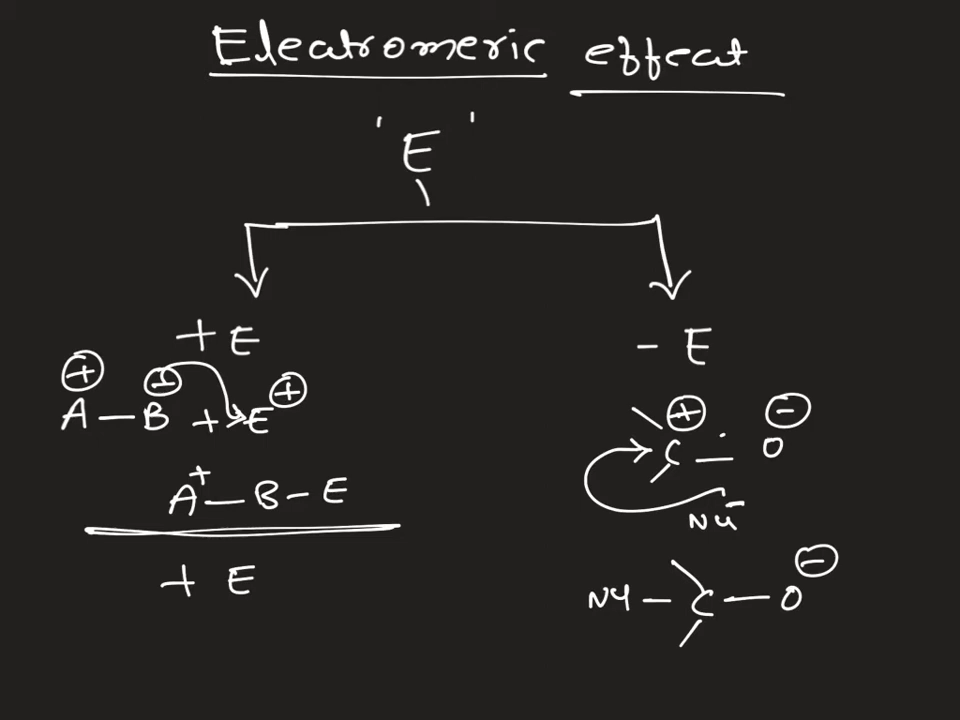 Electromeric effect
' E '
+ E
- E
⊕ ⊖ ⊕
A — B + E
⊕ ⊖
C — O
Nu⁻
A⁺ — B — E
+ E
⊖
Nu — C — O